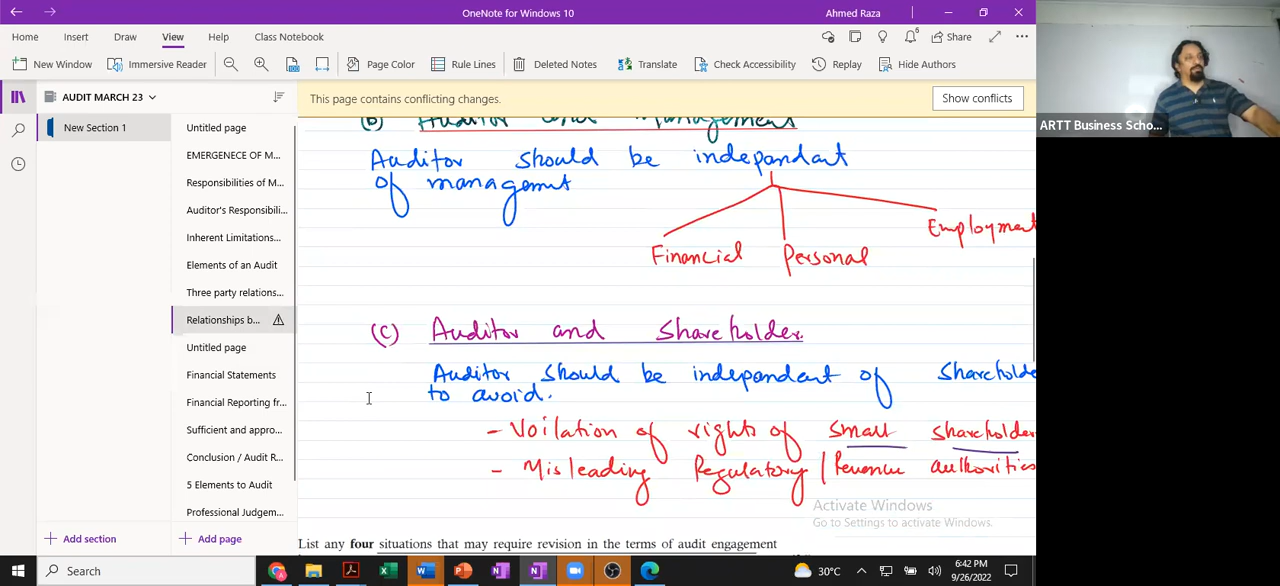 OneNote for Windows 10
Ahmed Raza
Home Insert Draw View Help Class Notebook
6
Share
New Window Immersive Reader Page Color Rule Lines Deleted Notes Translate Check Accessibility Replay Hide Authors
AUDIT MARCH 23
This page contains conflicting changes.
Show conflicts
New Section 1
Untitled page
EMERGENECE OF M...
Responsibilities of M...
Auditor's Responsibili...
Inherent Limitations...
Elements of an Audit
Three party relations...
Relationships b...
Untitled page
Financial Statements
Financial Reporting fr...
Sufficient and appro...
Conclusion / Audit R...
5 Elements to Audit
Professional Judgem...
Add section
Add page
(b) Auditor and Management
Auditor should be independant
of managemt
Employment
Financial Personal
(C) Auditor and Shareholder.
Auditor should be independant of Shareholde
to avoid.
- Voilation of rights of small shareholder
- Misleading Regulatory / Revenue authorities
Activate Windows
Go to Settings to activate Windows.
List any four situations that may require revision in the terms of audit engagement
ARTT Business Scho...
Search
30°C
6:42 PM
9/26/2022